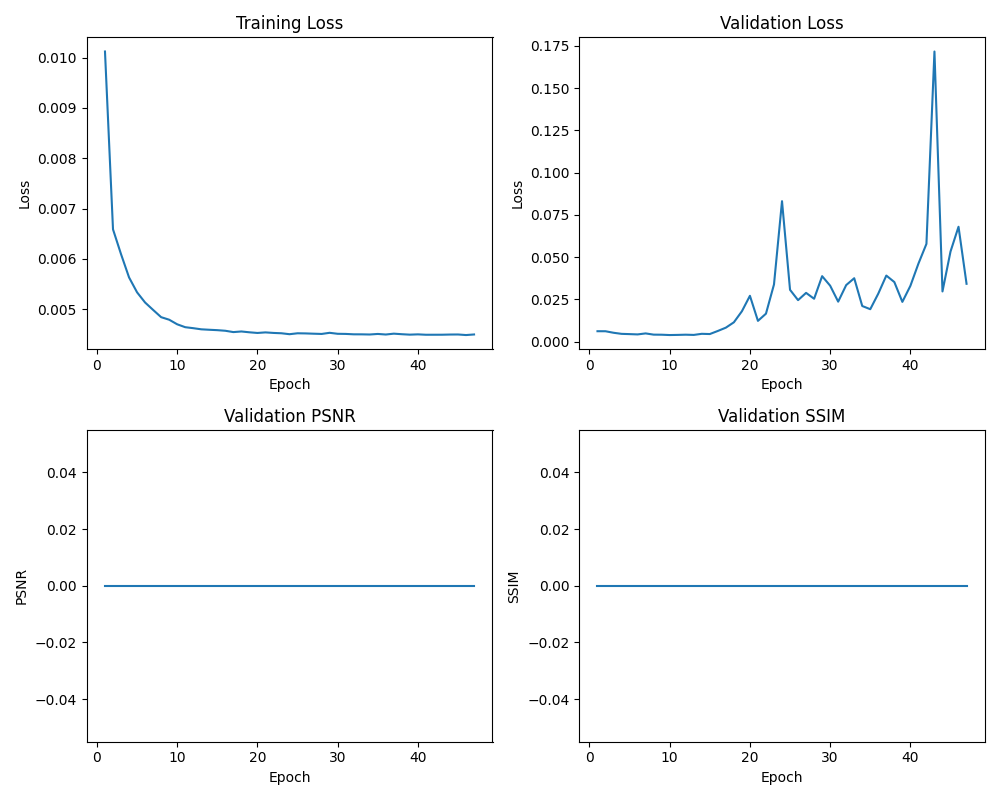 Training Loss
0.010
0.009
0.008
0.007
0.006
0.005
Loss
0 10 20 30 40
Epoch
Validation Loss
0.175
0.150
0.125
0.100
0.075
0.050
0.025
0.000
Loss
0 10 20 30 40
Epoch
Validation PSNR
0.04
0.02
0.00
−0.02
−0.04
PSNR
0 10 20 30 40
Epoch
Validation SSIM
0.04
0.02
0.00
−0.02
−0.04
SSIM
0 10 20 30 40
Epoch